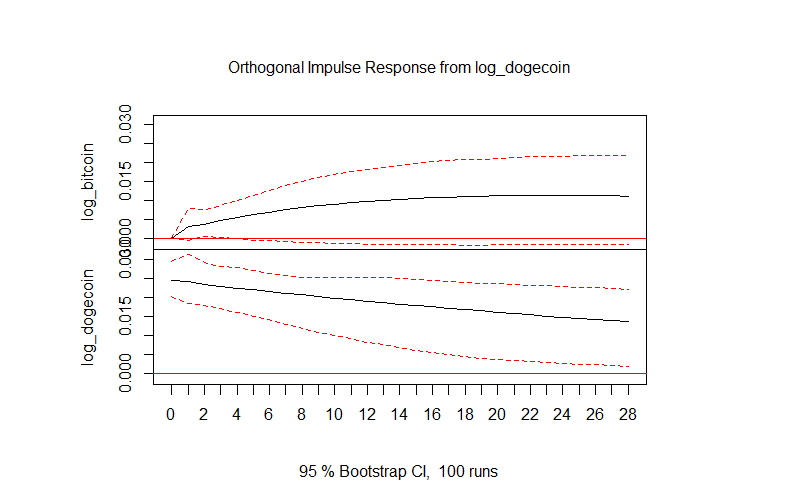 Orthogonal Impulse Response from log_dogecoin
log_bitcoin
0.000 0.015 0.030
log_dogecoin
0.000 0.015 0.030
0 2 4 6 8 10 12 14 16 18 20 22 24 26 28
95 % Bootstrap CI, 100 runs